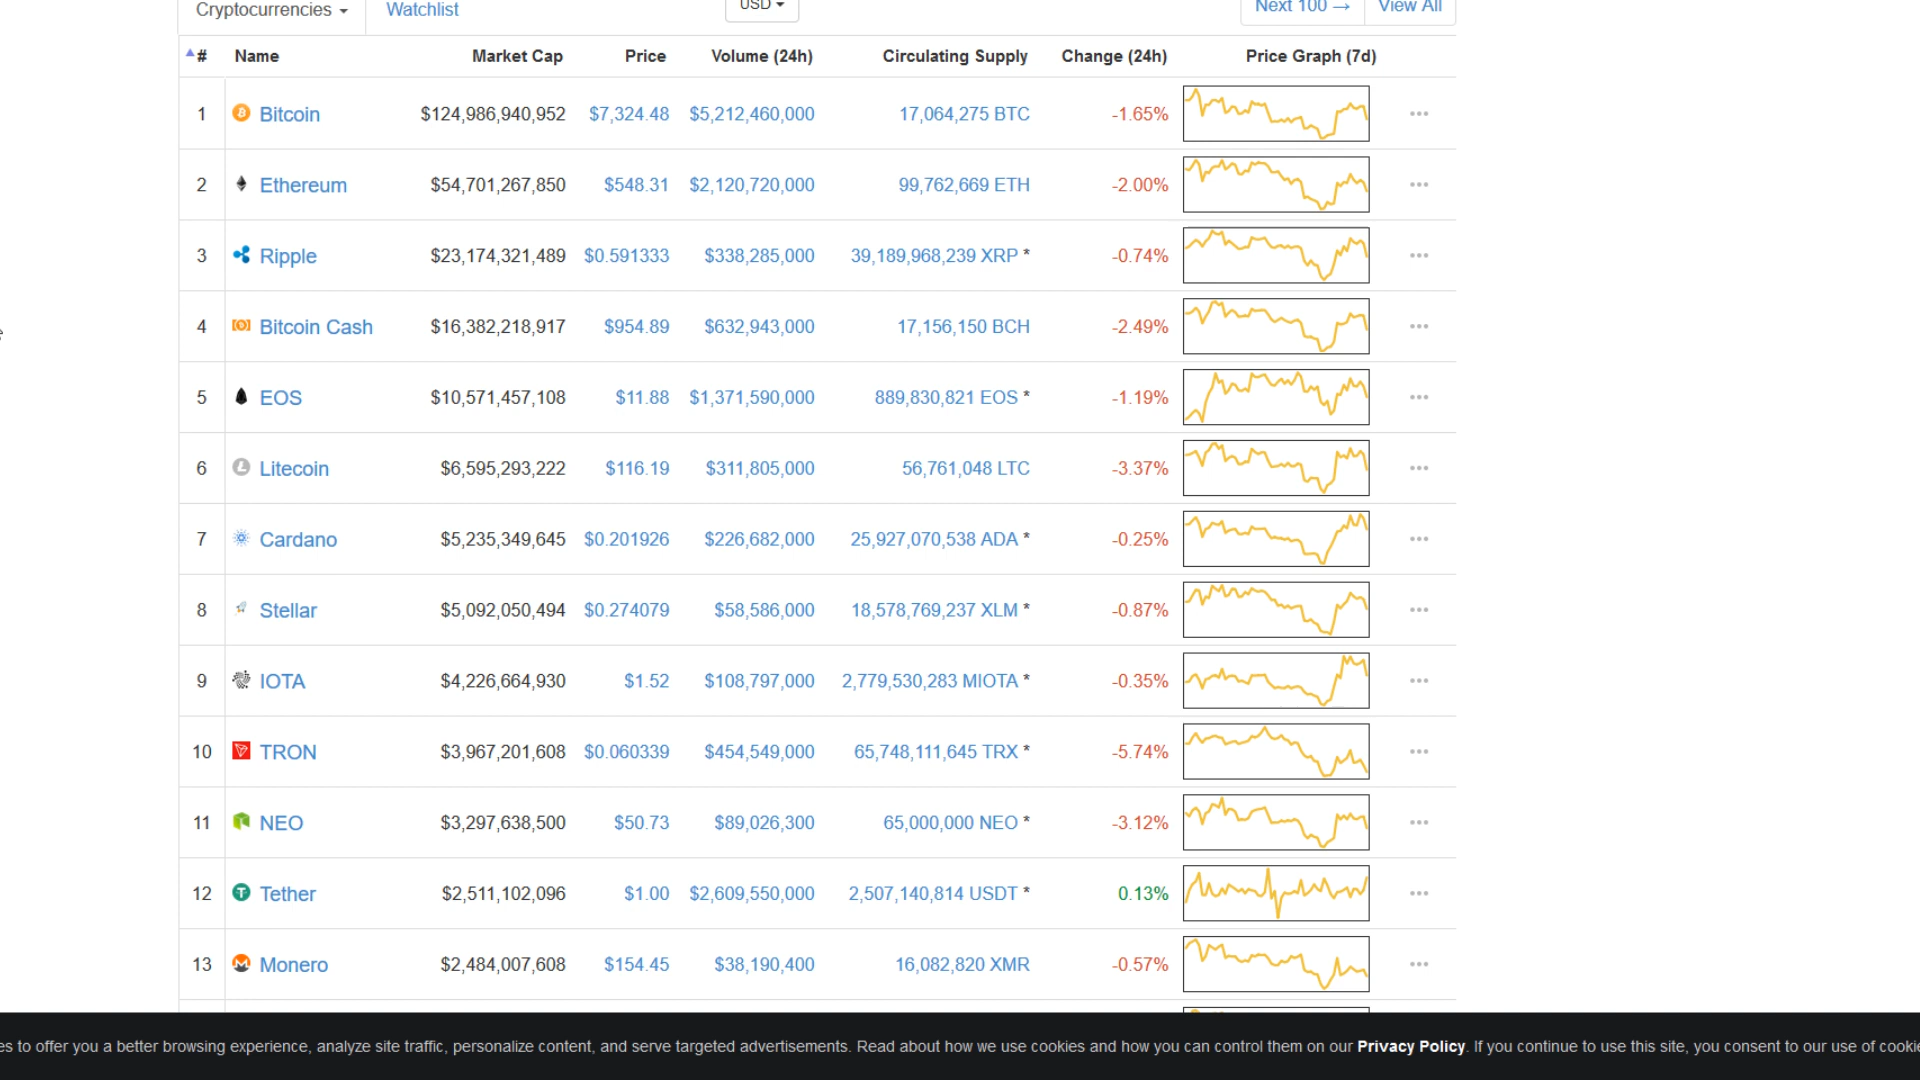 Cryptocurrencies Watchlist USD Next 100 → View All
# Name Market Cap Price Volume (24h) Circulating Supply Change (24h) Price Graph (7d)
1 Bitcoin $124,986,940,952 $7,324.48 $5,212,460,000 17,064,275 BTC -1.65%
2 Ethereum $54,701,267,850 $548.31 $2,120,720,000 99,762,669 ETH -2.00%
3 Ripple $23,174,321,489 $0.591333 $338,285,000 39,189,968,239 XRP * -0.74%
4 Bitcoin Cash $16,382,218,917 $954.89 $632,943,000 17,156,150 BCH -2.49%
5 EOS $10,571,457,108 $11.88 $1,371,590,000 889,830,821 EOS * -1.19%
6 Litecoin $6,595,293,222 $116.19 $311,805,000 56,761,048 LTC -3.37%
7 Cardano $5,235,349,645 $0.201926 $226,682,000 25,927,070,538 ADA * -0.25%
8 Stellar $5,092,050,494 $0.274079 $58,586,000 18,578,769,237 XLM * -0.87%
9 IOTA $4,226,664,930 $1.52 $108,797,000 2,779,530,283 MIOTA * -0.35%
10 TRON $3,967,201,608 $0.060339 $454,549,000 65,748,111,645 TRX * -5.74%
11 NEO $3,297,638,500 $50.73 $89,026,300 65,000,000 NEO * -3.12%
12 Tether $2,511,102,096 $1.00 $2,609,550,000 2,507,140,814 USDT * 0.13%
13 Monero $2,484,007,608 $154.45 $38,190,400 16,082,820 XMR -0.57%
es to offer you a better browsing experience, analyze site traffic, personalize content, and serve targeted advertisements. Read about how we use cookies and how you can control them on our Privacy Policy. If you continue to use this site, you consent to our use of cookie